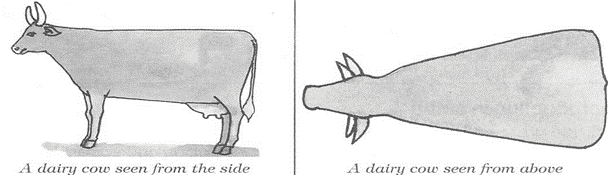 A dairy cow seen from the side
A dairy cow seen from above